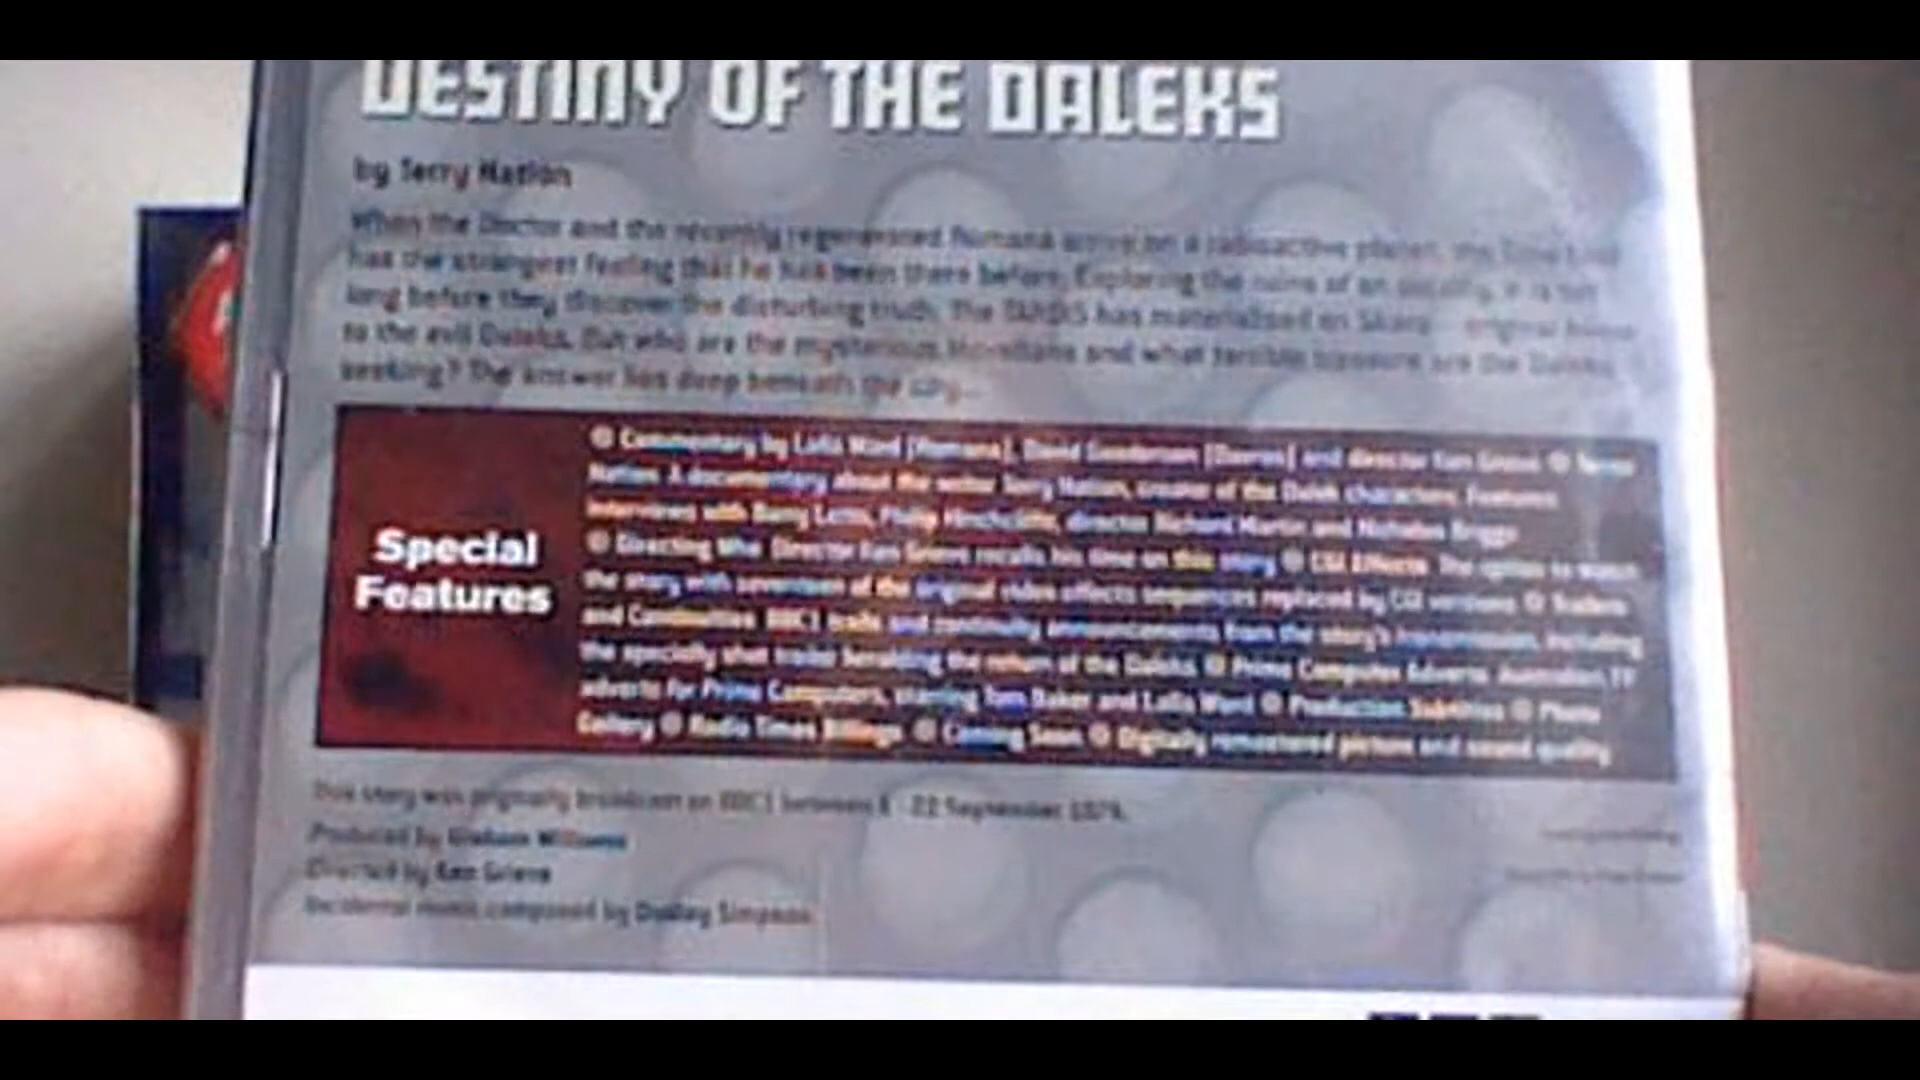 DESTINY OF THE DALEKS
by Terry Nation
When the Doctor and the recently regenerated Romana arrive on a radioactive planet, the Time Lord
has the strangest feeling that he has been there before. Exploring the ruins of an old city, it is not
long before they discover the disturbing truth. The TARDIS has materialised on Skaro - original home
to the evil Daleks. But who are the mysterious Movellans and what terrible treasure are the Daleks
seeking? The answer lies deep beneath the city...
Special
Features
Commentary by Lalla Ward [Romana], David Gooderson [Davros] and director Ken Grieve Terror
Nation A documentary about the writer Terry Nation, creator of the Dalek characters. Features
interviews with Barry Letts, Philip Hinchcliffe, director Richard Martin and Nicholas Briggs
Directing Who Director Ken Grieve recalls his time on this story CGI Effects The option to watch
the story with seventeen of the original video effects sequences replaced by CGI versions Trailers
and Continuities BBC1 trails and continuity announcements from the story's transmission, including
the specially shot trailer heralding the return of the Daleks Prime Computer Adverts Australian TV
adverts for Prime Computers, starring Tom Baker and Lalla Ward Production Subtitles Photo
Gallery Radio Times Billings Coming Soon Digitally remastered picture and sound quality
This story was originally broadcast on BBC1 between 1 - 22 September 1979.
Produced by Graham Williams
Directed by Ken Grieve
Incidental music composed by Dudley Simpson